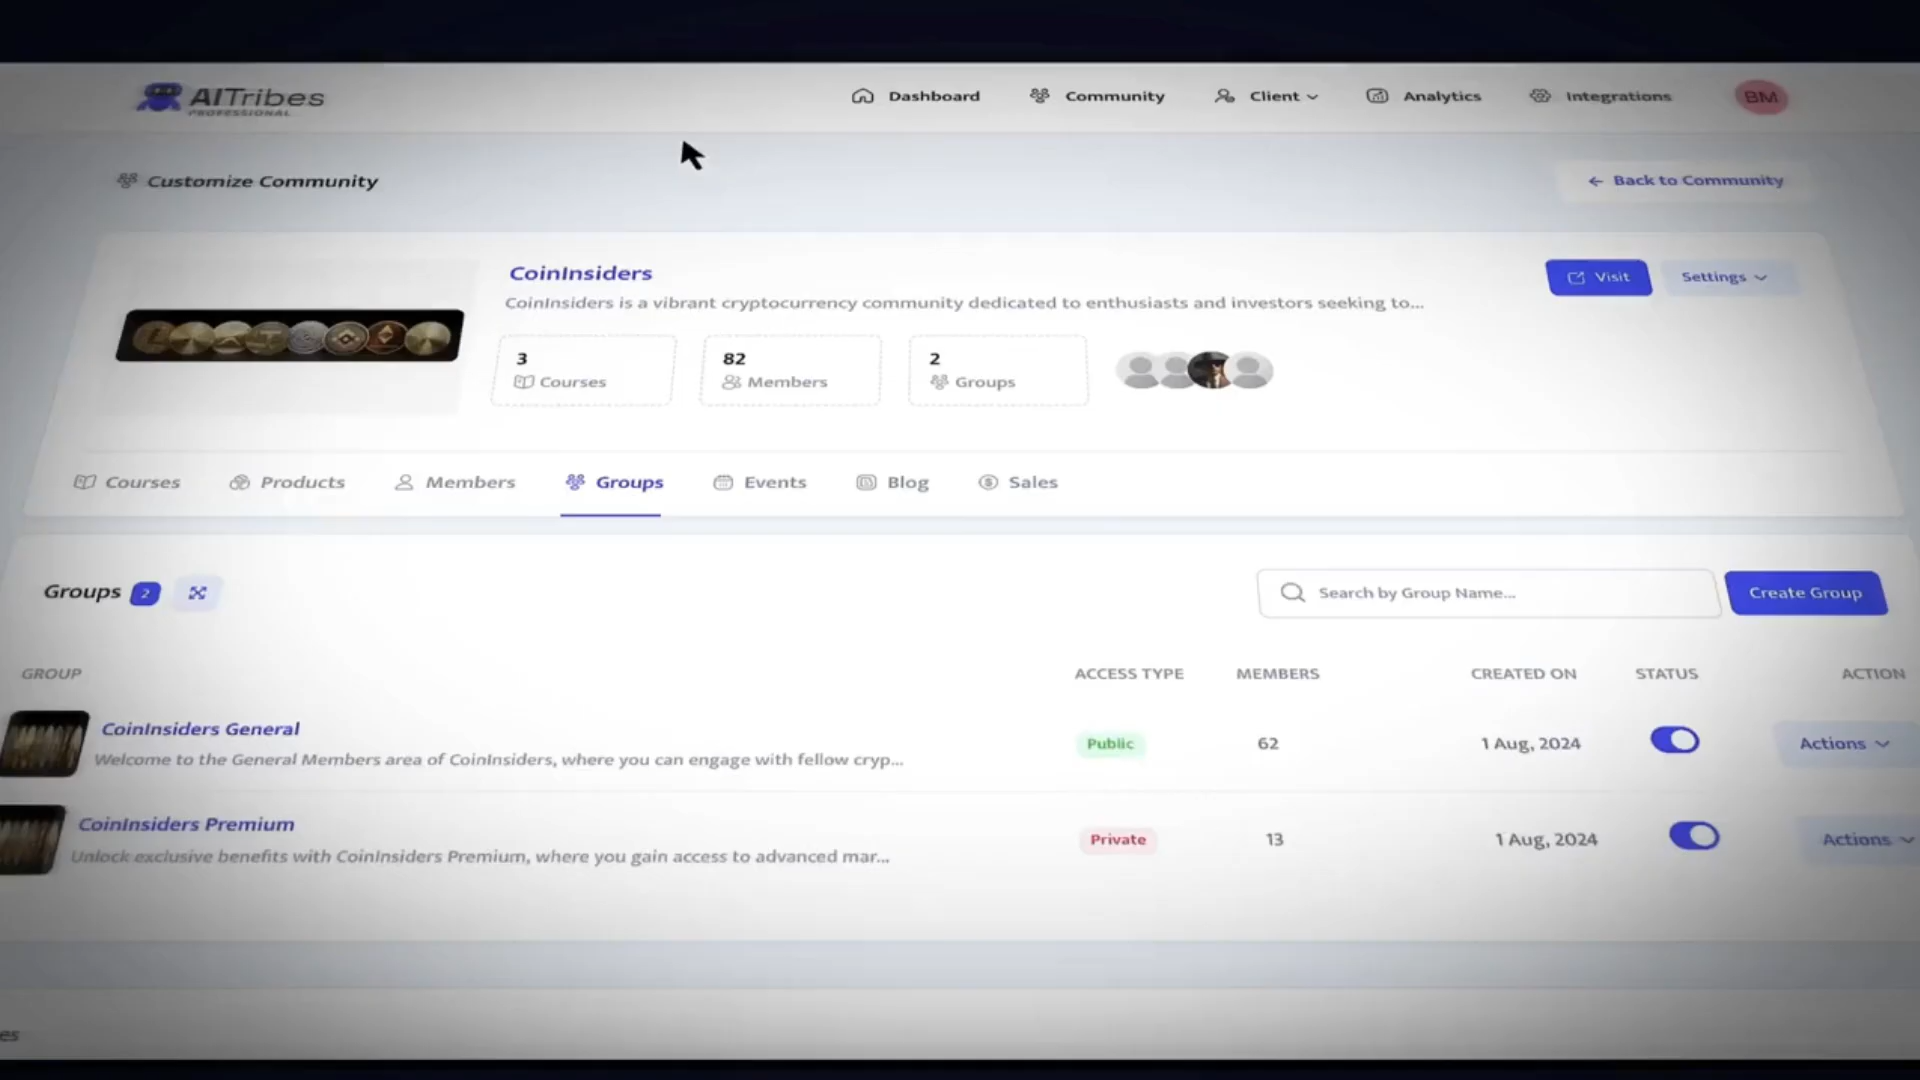 AITribes
PROFESSIONAL
Dashboard
Community
Client
Analytics
Integrations
BM
Customize Community
← Back to Community
CoinInsiders
CoinInsiders is a vibrant cryptocurrency community dedicated to enthusiasts and investors seeking to...
Visit
Settings
3
Courses
82
Members
2
Groups
Courses
Products
Members
Groups
Events
Blog
Sales
Groups 2
Search by Group Name...
Create Group
GROUP
ACCESS TYPE
MEMBERS
CREATED ON
STATUS
ACTION
CoinInsiders General
Welcome to the General Members area of CoinInsiders, where you can engage with fellow cryp...
Public
62
1 Aug, 2024
Actions
CoinInsiders Premium
Unlock exclusive benefits with CoinInsiders Premium, where you gain access to advanced mar...
Private
13
1 Aug, 2024
Actions
es